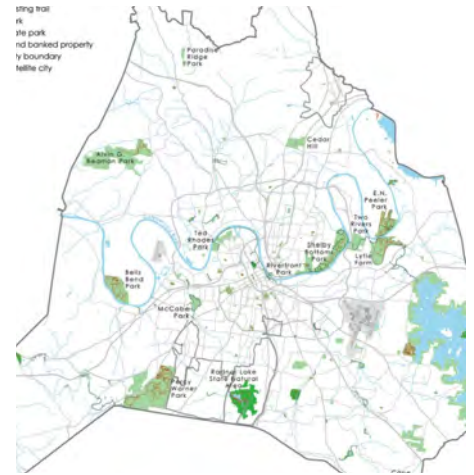 sting trail
rk
ate park
nd banked property
ty boundary
tellite city
Paradise
Ridge
Park
Cedar
Hill
Alvin G.
Beaman Park
E.N.
Peeler
Park
Two
Rivers
Park
Ted
Rhodes
Park
Shelby
Bottoms
Park
Lytle
Farm
Riverfront
Park
Bells
Bend
Park
McCabe
Park
Radnor Lake
State Natural
Area
Percy
Warner
Park